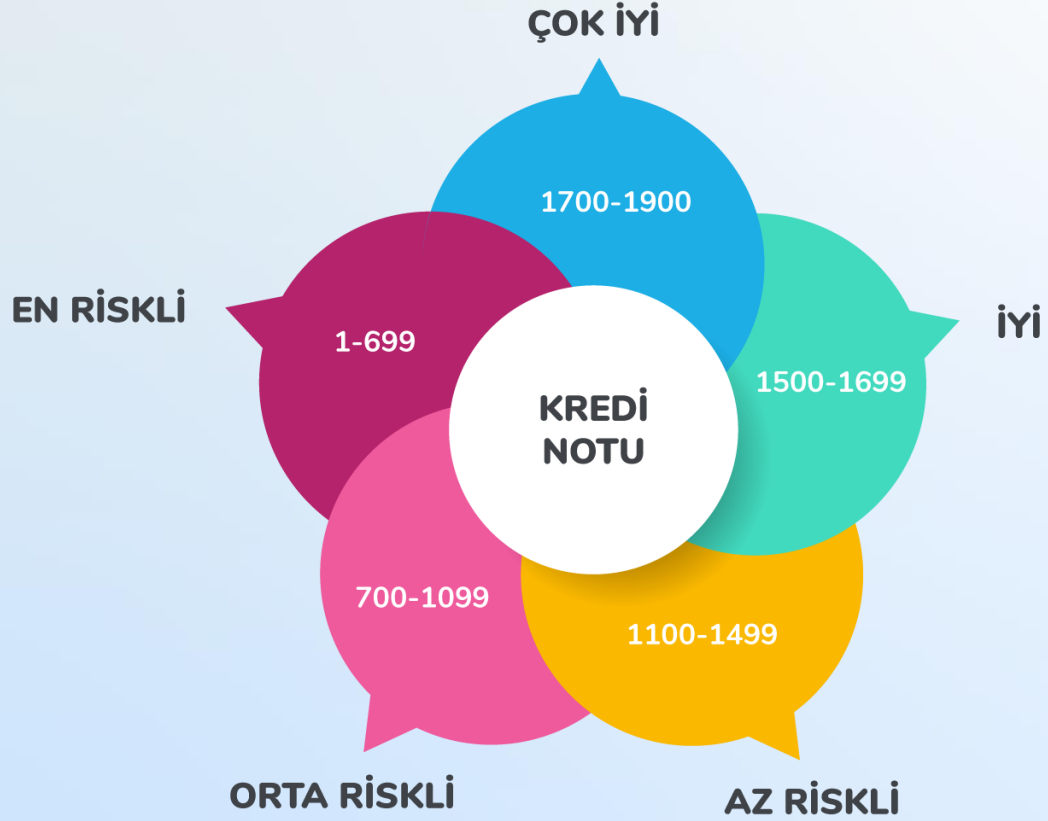 ÇOK İYİ
1700-1900
EN RİSKLİ
1-699
İYİ
1500-1699
KREDİ
NOTU
700-1099
1100-1499
ORTA RİSKLİ
AZ RİSKLİ